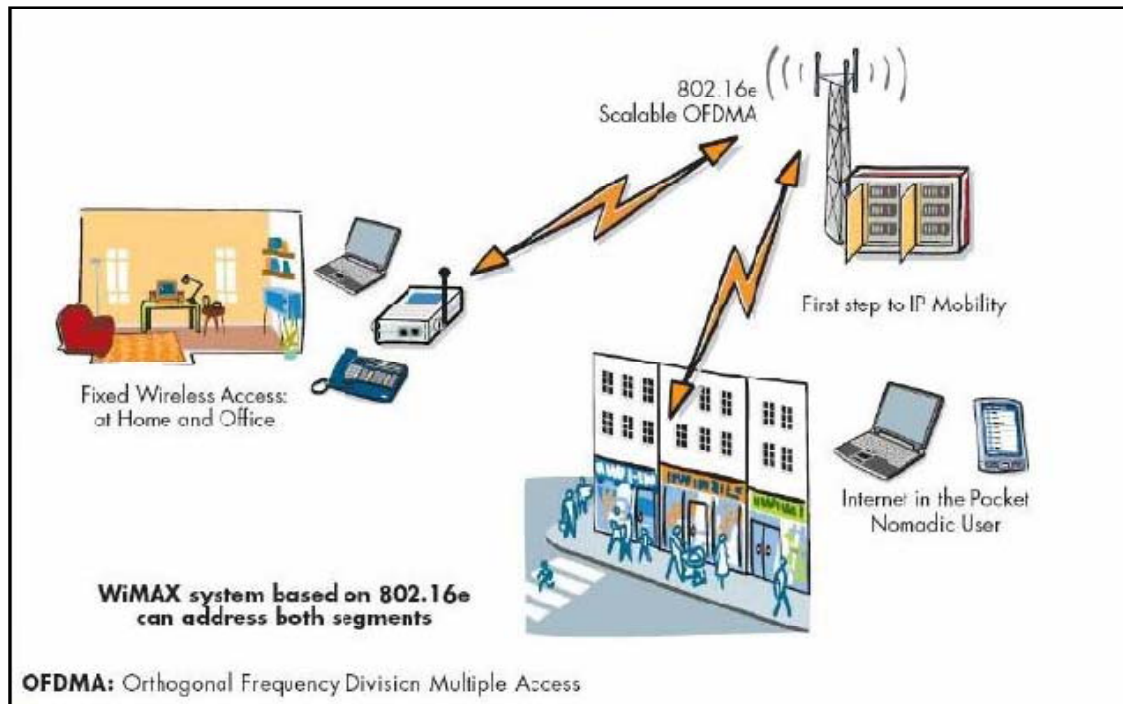 802.16e
Scalable OFDMA
First step to IP Mobility
Fixed Wireless Access:
at Home and Office
Internet in the Pocket
Nomadic User
WiMAX system based on 802.16e
can address both segments
OFDMA: Orthogonal Frequency Division Multiple Access